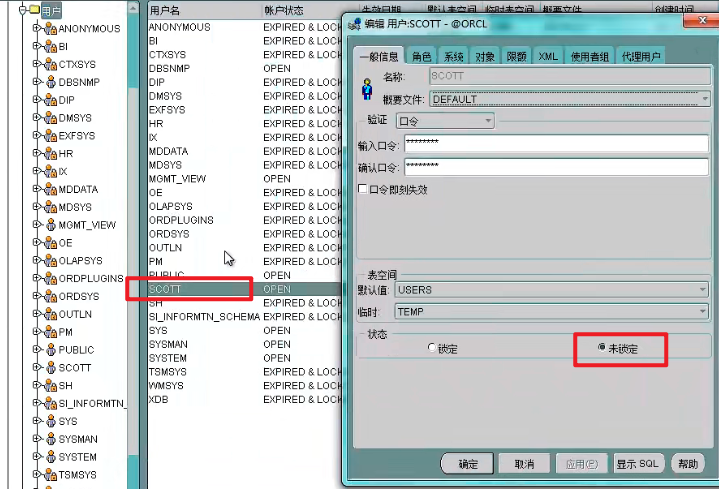 用户
ANONYMOUS
BI
CTXSYS
DBSNMP
DIP
DMSYS
EXFSYS
HR
IX
MDDATA
MDSYS
MGMT_VIEW
OE
OLAPSYS
ORDPLUGINS
ORDSYS
OUTLN
PM
PUBLIC
SCOTT
SH
SI_INFORMTN_
SYS
SYSMAN
SYSTEM
TSMSYS
用户名 帐户状态 失效日期 默认表空间 临时表空间 概要文件 创建时间
ANONYMOUS EXPIRED & LOCK
BI EXPIRED & LOCK
CTXSYS EXPIRED & LOCK
DBSNMP OPEN
DIP EXPIRED & LOCK
DMSYS EXPIRED & LOCK
EXFSYS EXPIRED & LOCK
HR EXPIRED & LOCK
IX EXPIRED & LOCK
MDDATA EXPIRED & LOCK
MDSYS EXPIRED & LOCK
MGMT_VIEW OPEN
OE EXPIRED & LOCK
OLAPSYS EXPIRED & LOCK
ORDPLUGINS EXPIRED & LOCK
ORDSYS EXPIRED & LOCK
OUTLN EXPIRED & LOCK
PM EXPIRED & LOCK
PUBLIC OPEN
SCOTT OPEN
SH EXPIRED & LOCK
SI_INFORMTN_SCHEMA EXPIRED & LOCK
SYS OPEN
SYSMAN OPEN
SYSTEM OPEN
TSMSYS EXPIRED & LOCK
WMSYS EXPIRED & LOCK
XDB EXPIRED & LOCK
编辑 用户:SCOTT - @ORCL
一般信息 角色 系统 对象 限额 XML 使用者组 代理用户
名称: SCOTT
概要文件: DEFAULT
验证 口令
输入口令: ********
确认口令: ********
口令即刻失效
表空间
默认值: USERS
临时: TEMP
状态
锁定 未锁定
确定 取消 应用(P) 显示 SQL 帮助